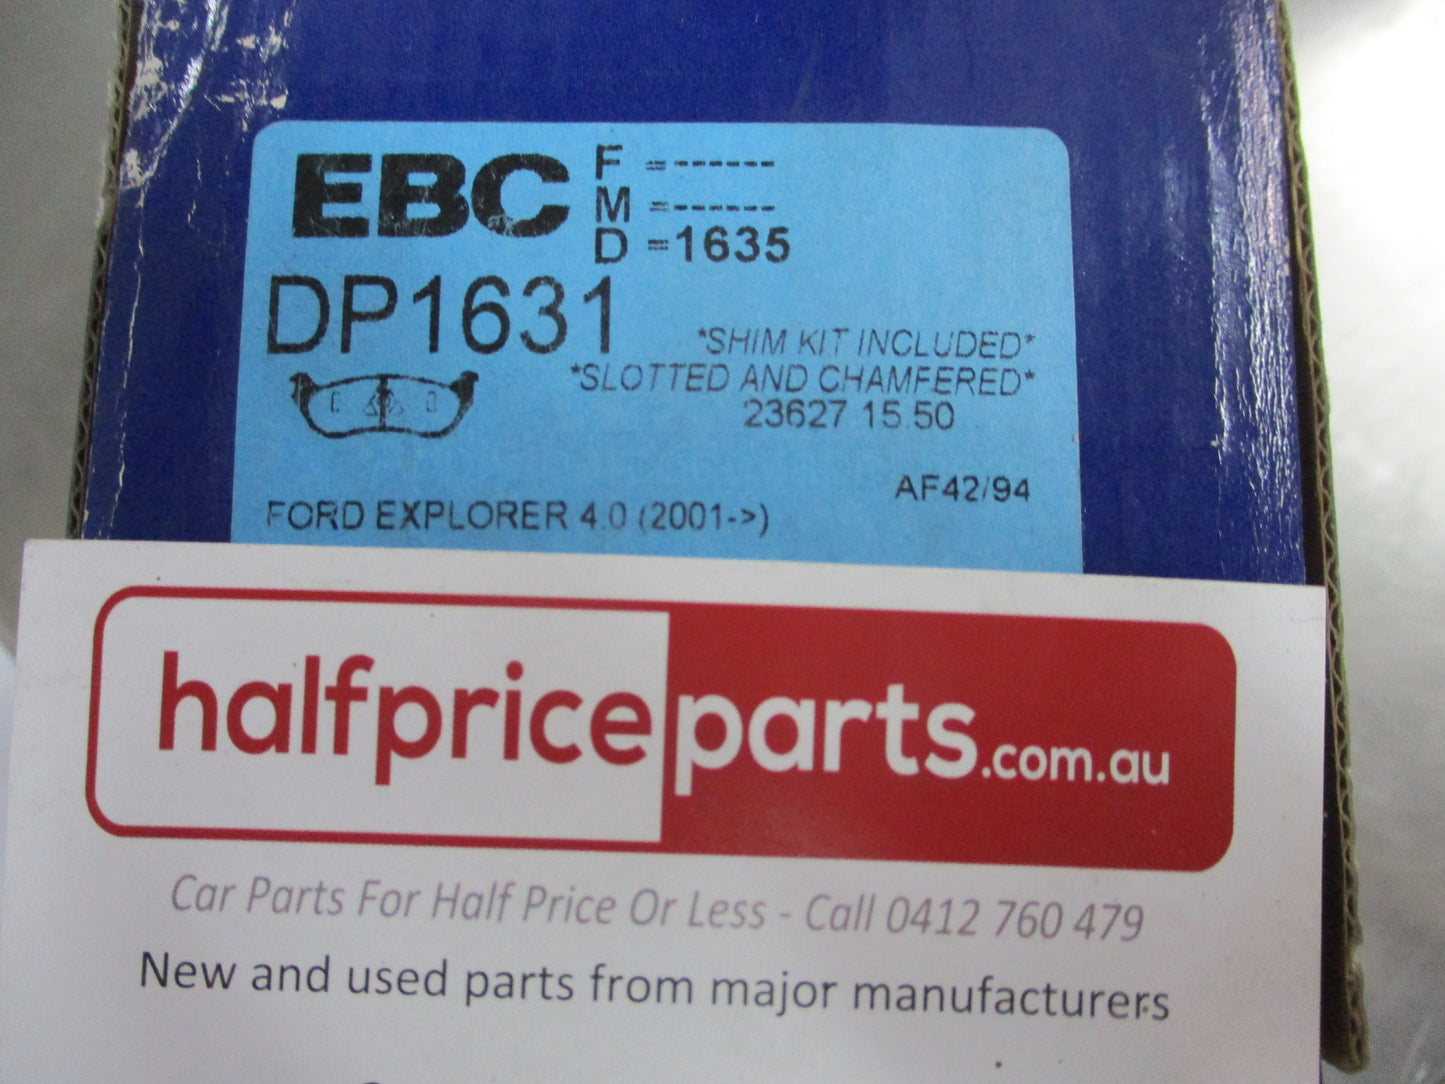 EBC
F =------
M =------
D =1635
DP1631
*SHIM KIT INCLUDED*
*SLOTTED AND CHAMFERED*
23627 15.50
AF42/94
FORD EXPLORER 4.0 (2001->)
halfpriceparts.com.au
Car Parts For Half Price Or Less - Call 0412 760 479
New and used parts from major manufacturers